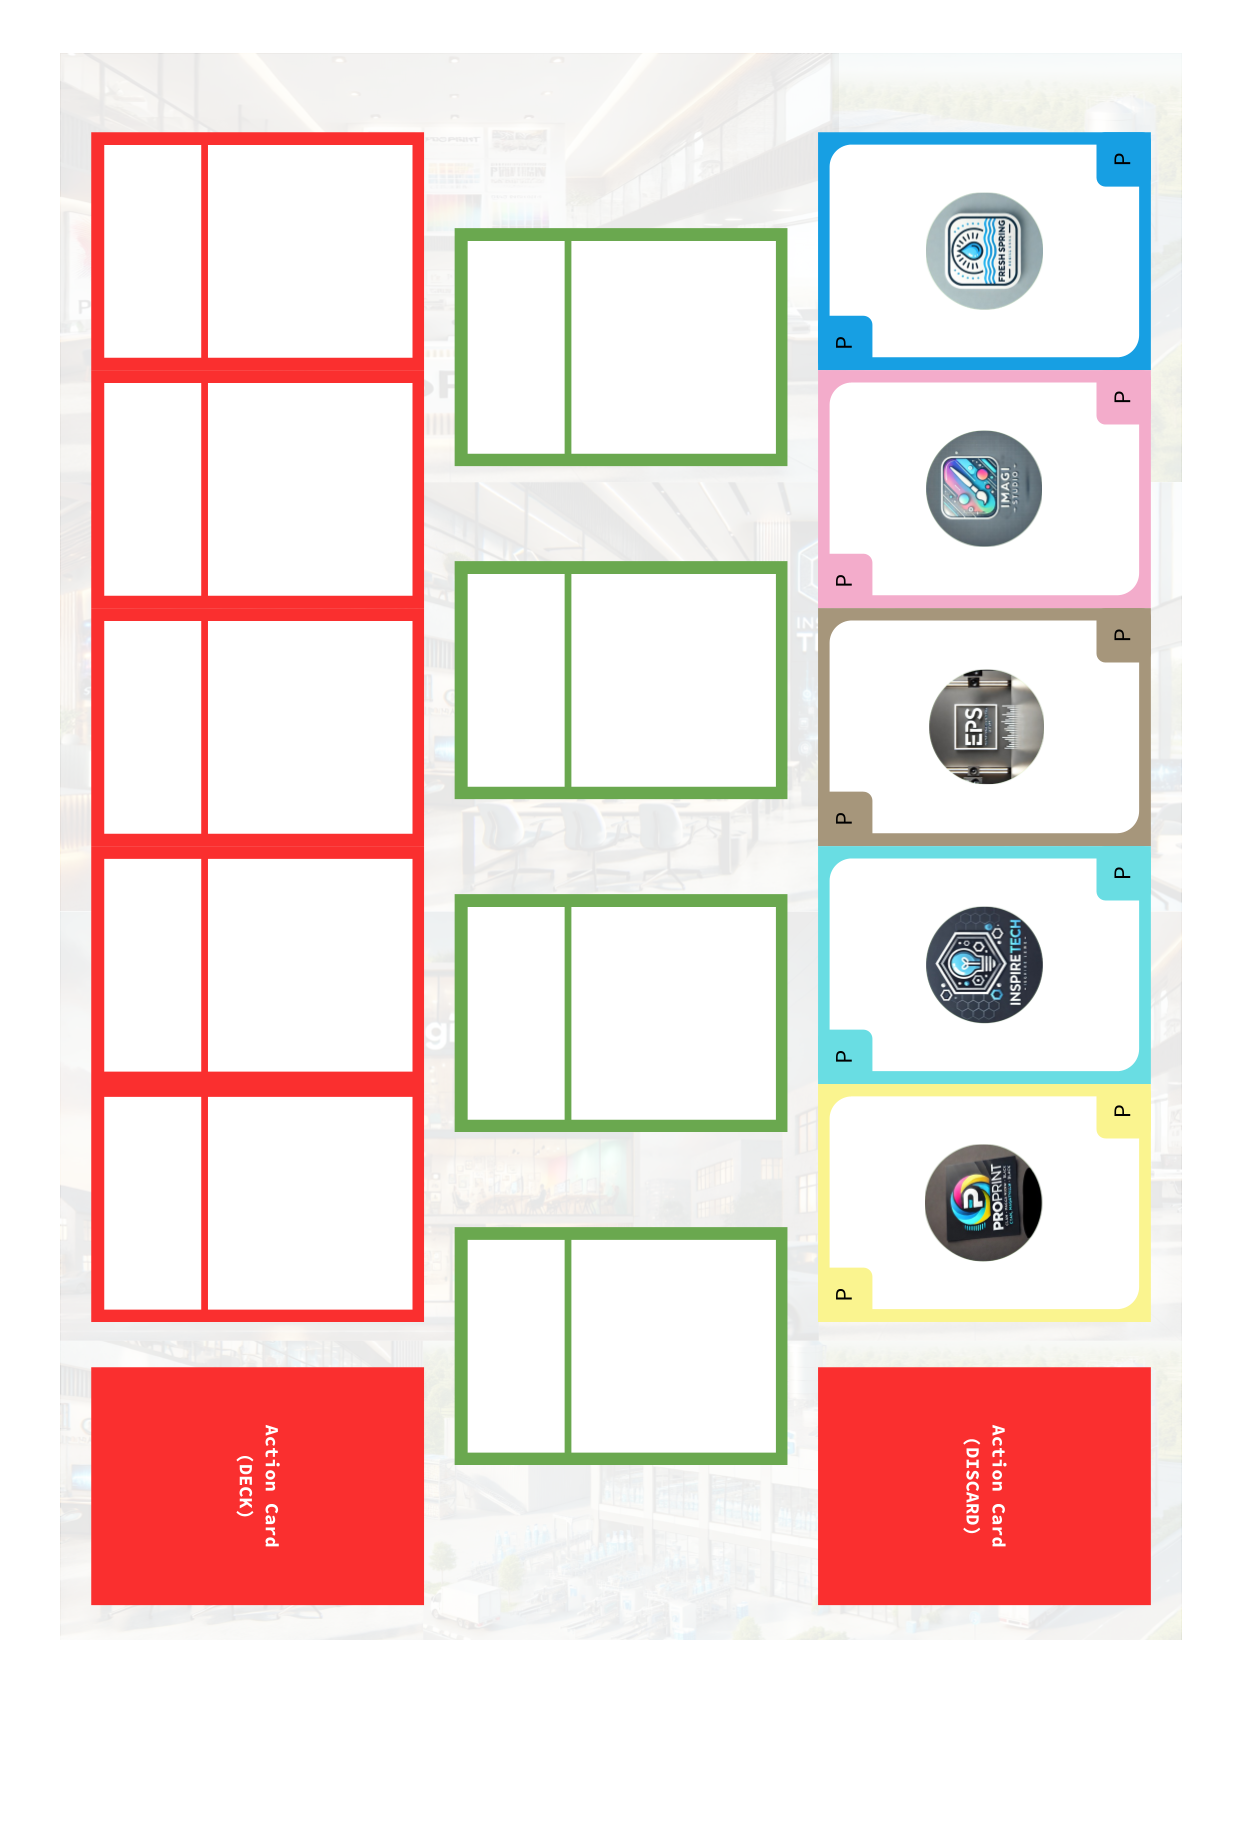 P
FRESH SPRING
P
P
IMAGI
- STUDIO -
P
P
EPS
P
P
INSPIRETECH
P
P
PROPRINT
P
Action Card
(DECK)
Action Card
(DISCARD)